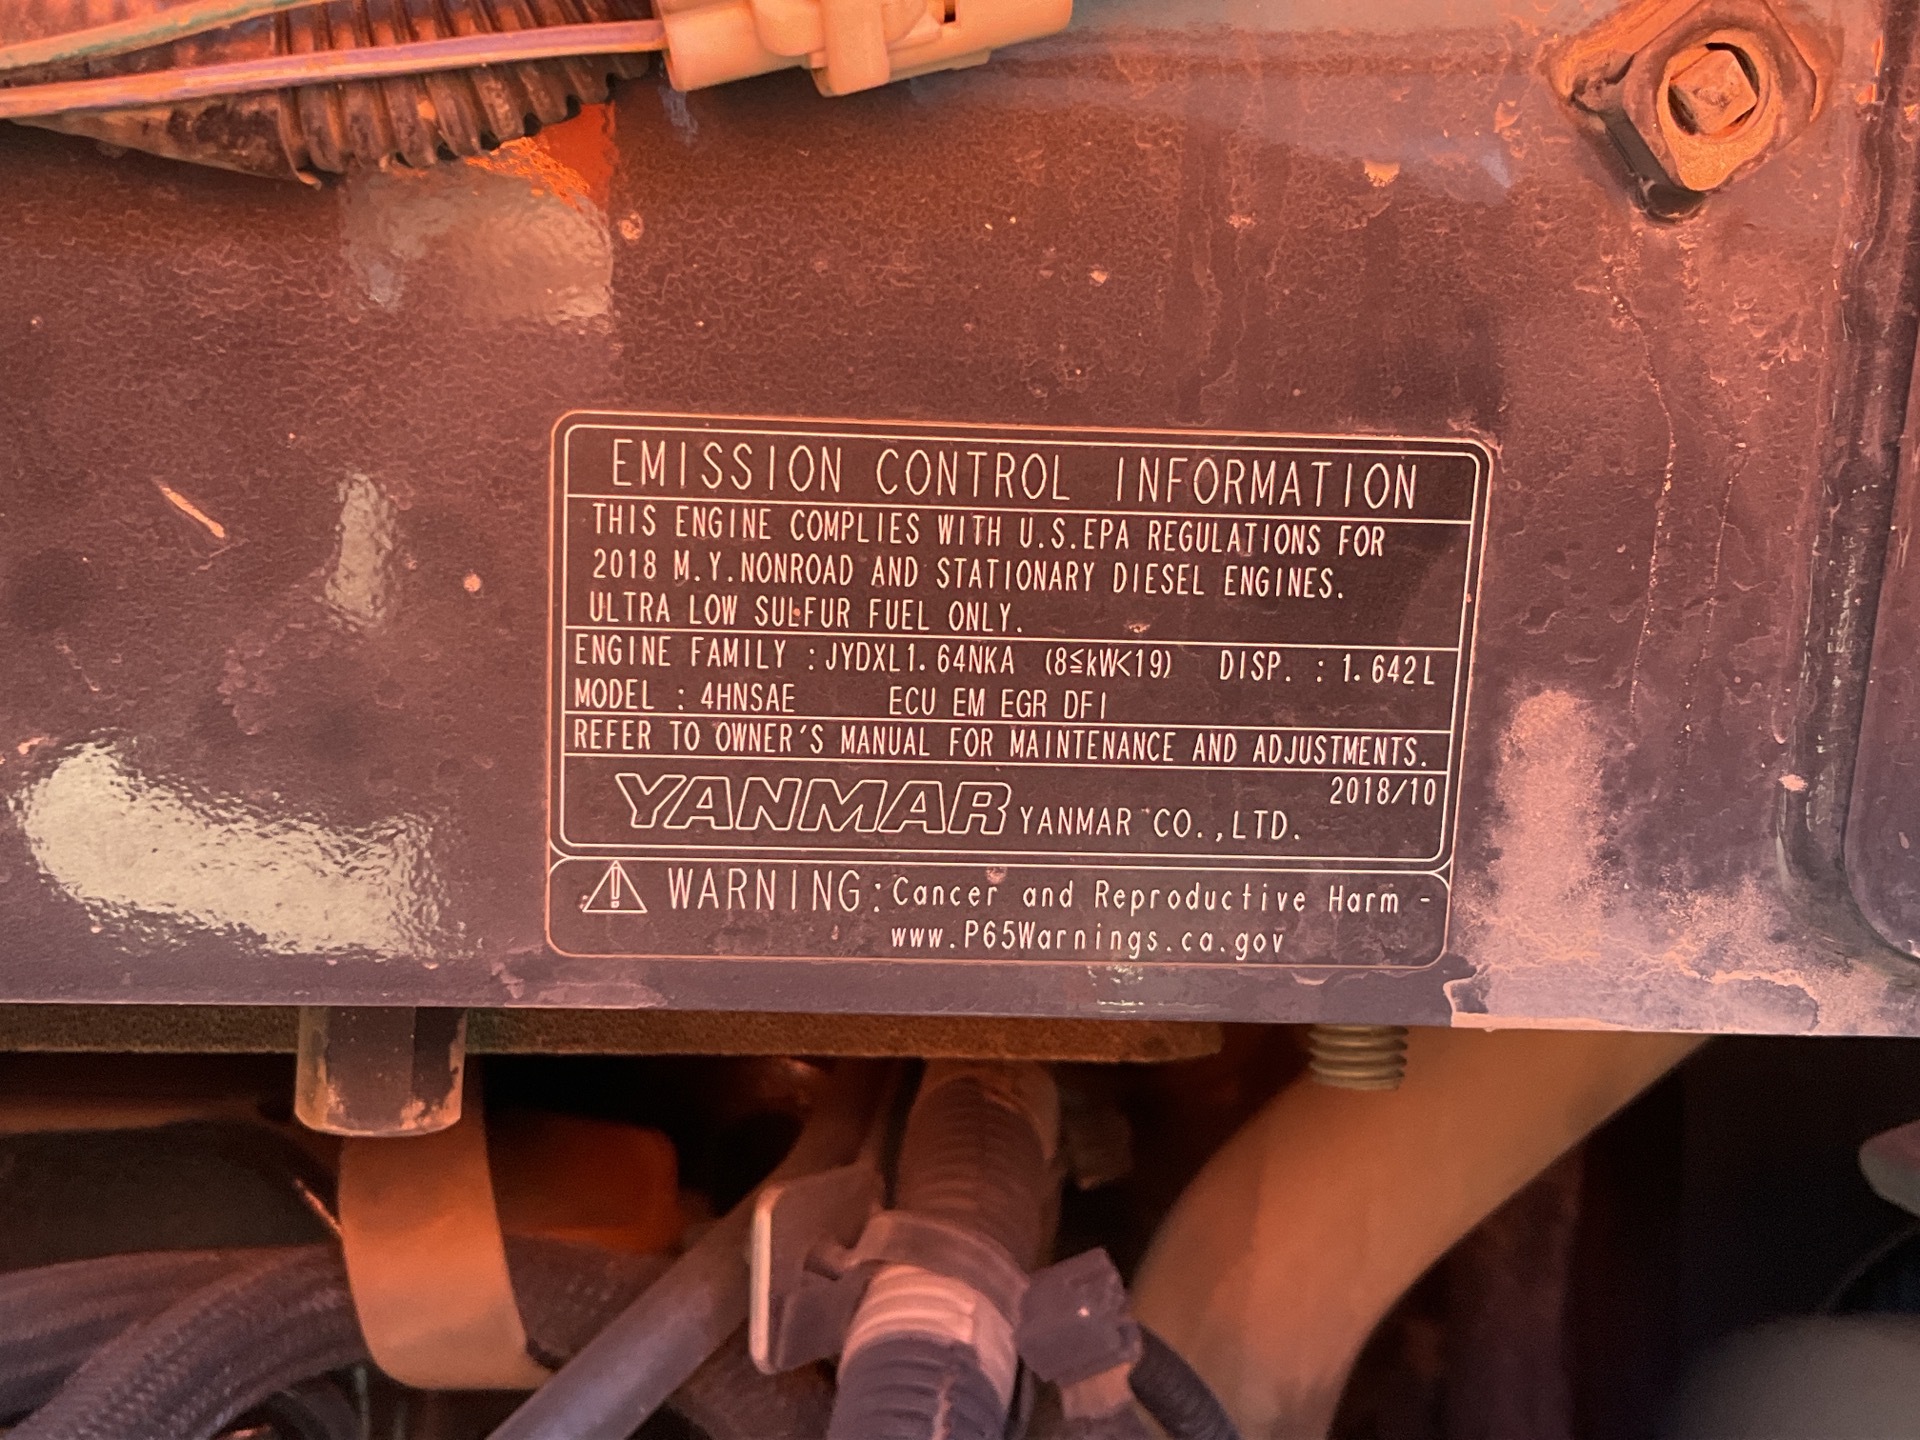 EMISSION CONTROL INFORMATION
THIS ENGINE COMPLIES WITH U.S.EPA REGULATIONS FOR
2018 M.Y.NONROAD AND STATIONARY DIESEL ENGINES.
ULTRA LOW SULFUR FUEL ONLY.
ENGINE FAMILY :JYDXL1.64NKA (8≦kW<19) DISP. : 1.642L
MODEL : 4HNSAE ECU EM EGR DFI
REFER TO OWNER'S MANUAL FOR MAINTENANCE AND ADJUSTMENTS.
2018/10
YANMAR YANMAR CO.,LTD.
⚠ WARNING:Cancer and Reproductive Harm -
www.P65Warnings.ca.gov